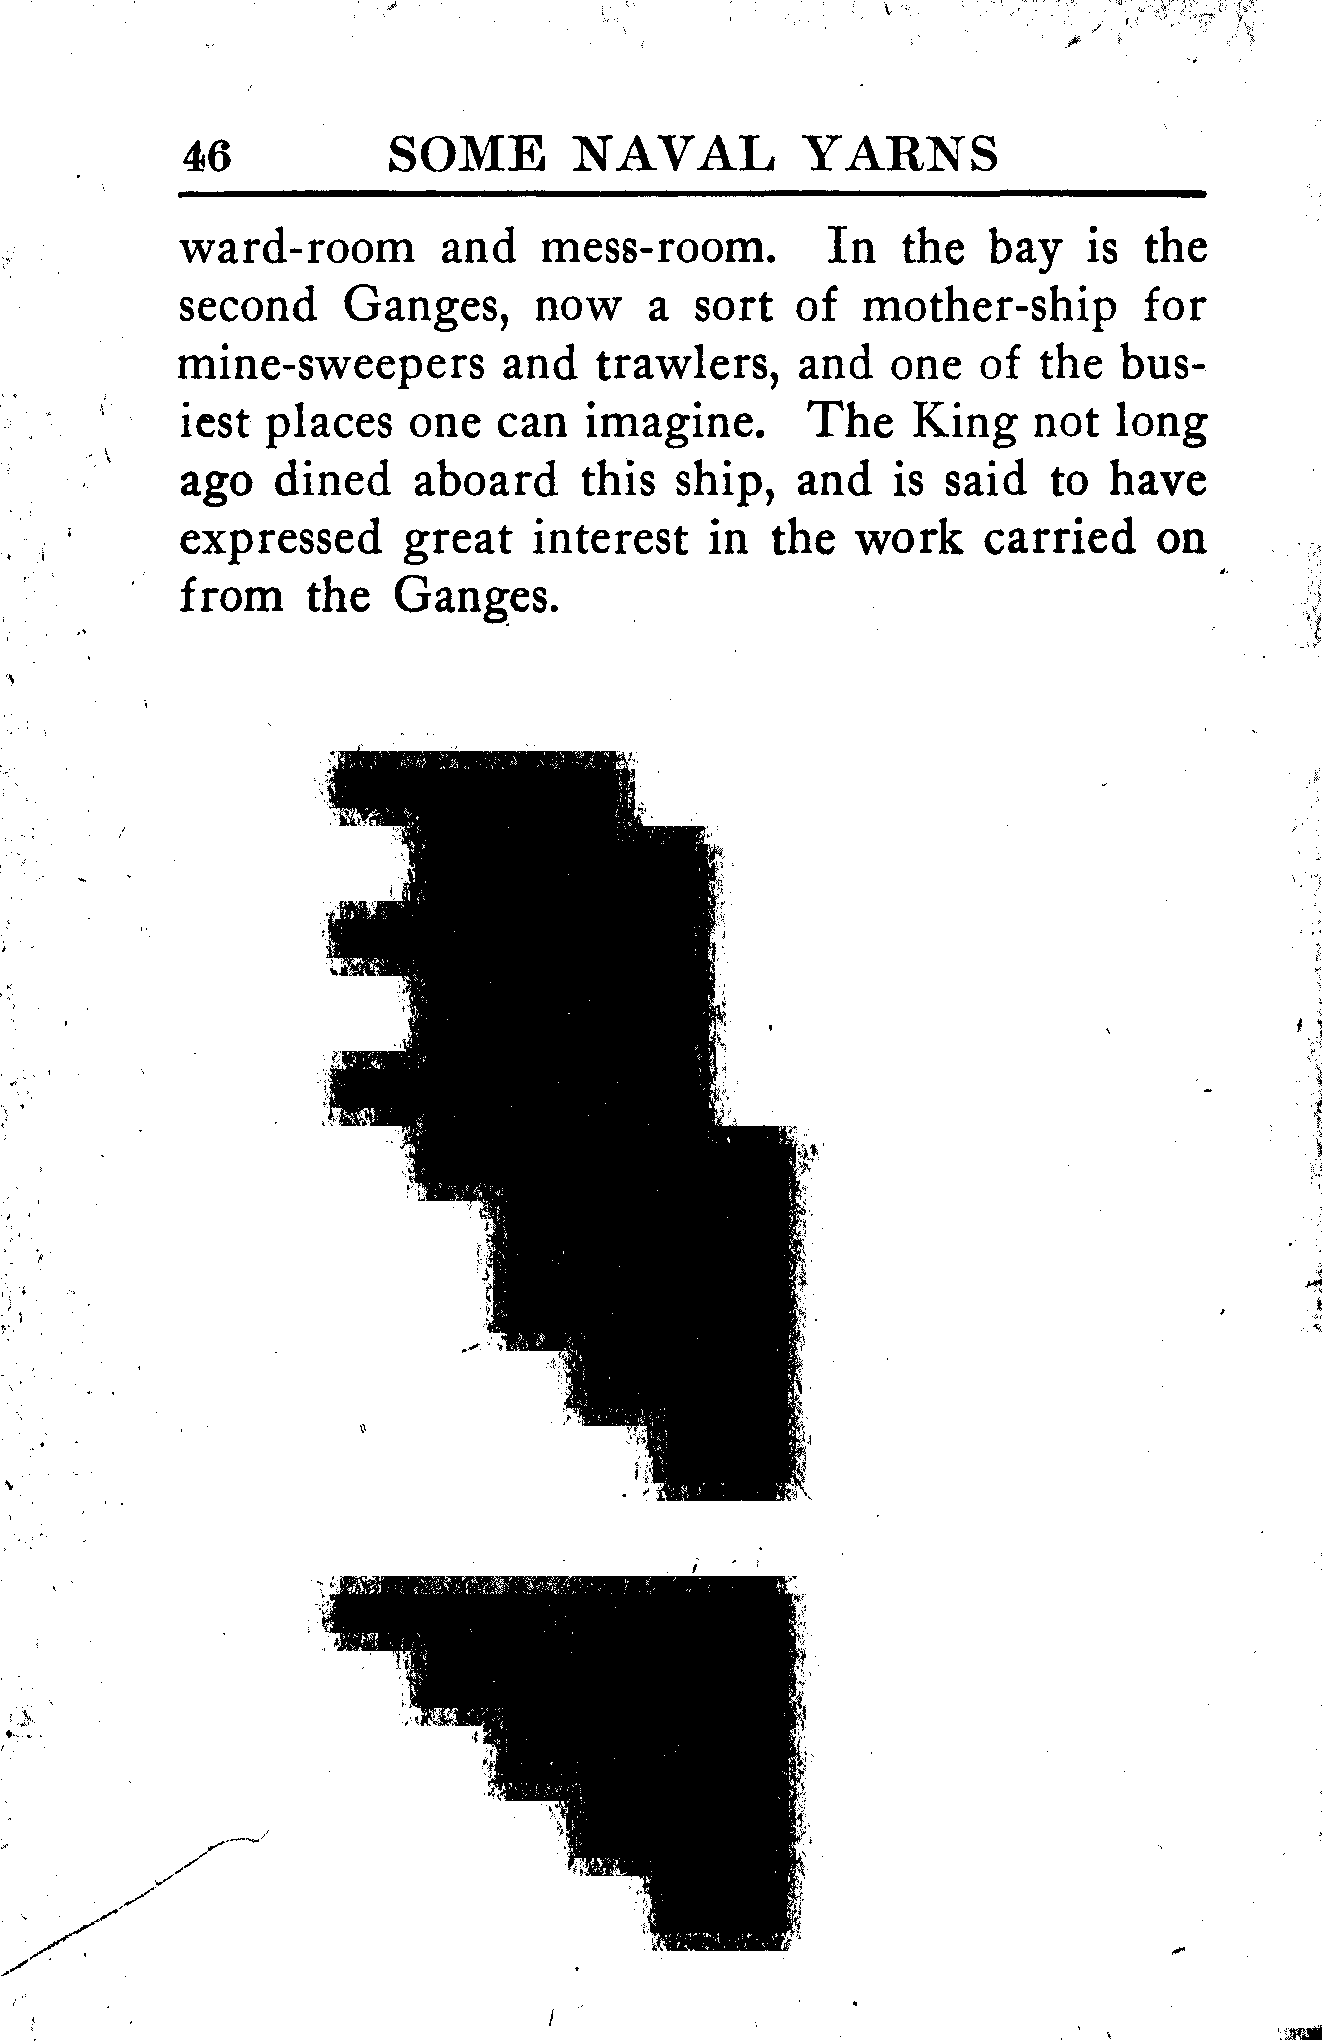 46 SOME NAVAL YARNS
ward-room and mess-room. In the bay is the
second Ganges, now a sort of mother-ship for
mine-sweepers and trawlers, and one of the bus-
iest places one can imagine. The King not long
ago dined aboard this ship, and is said to have
expressed great interest in the work carried on
from the Ganges.